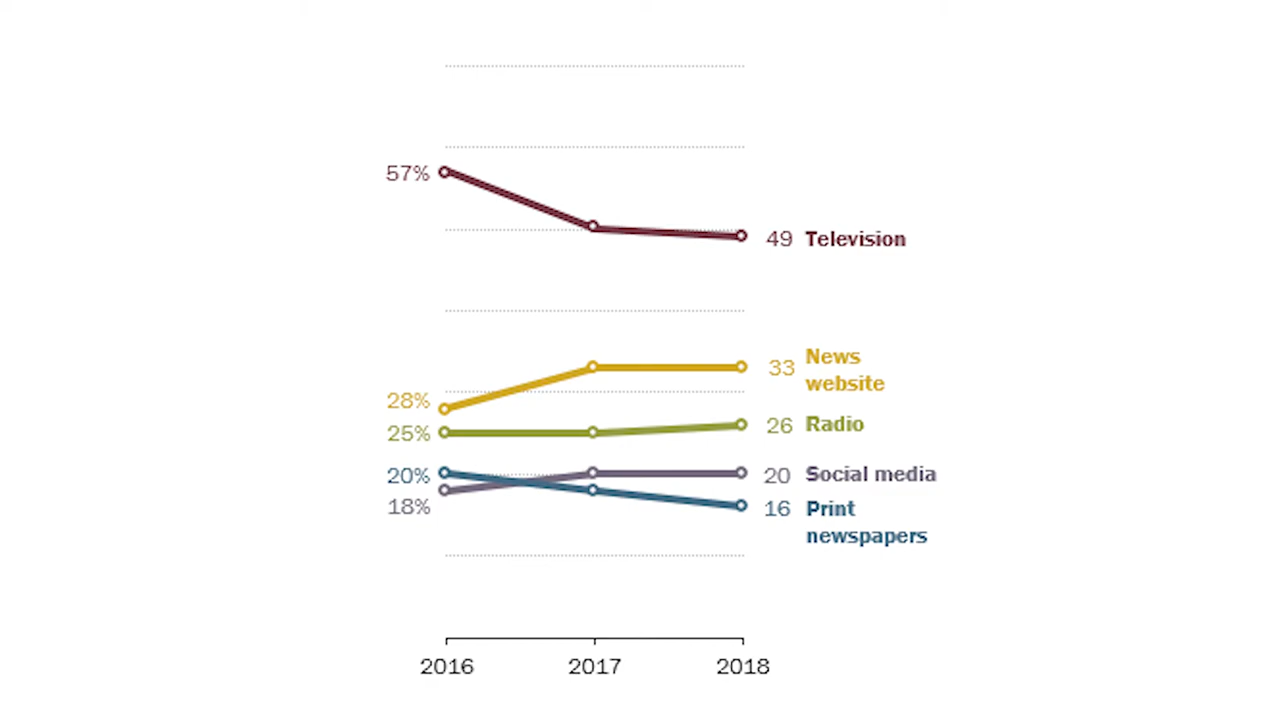 57%
49 Television
News
33
website
28%
25%
26 Radio
20%
20 Social media
18%
16 Print
newspapers
2016 2017 2018